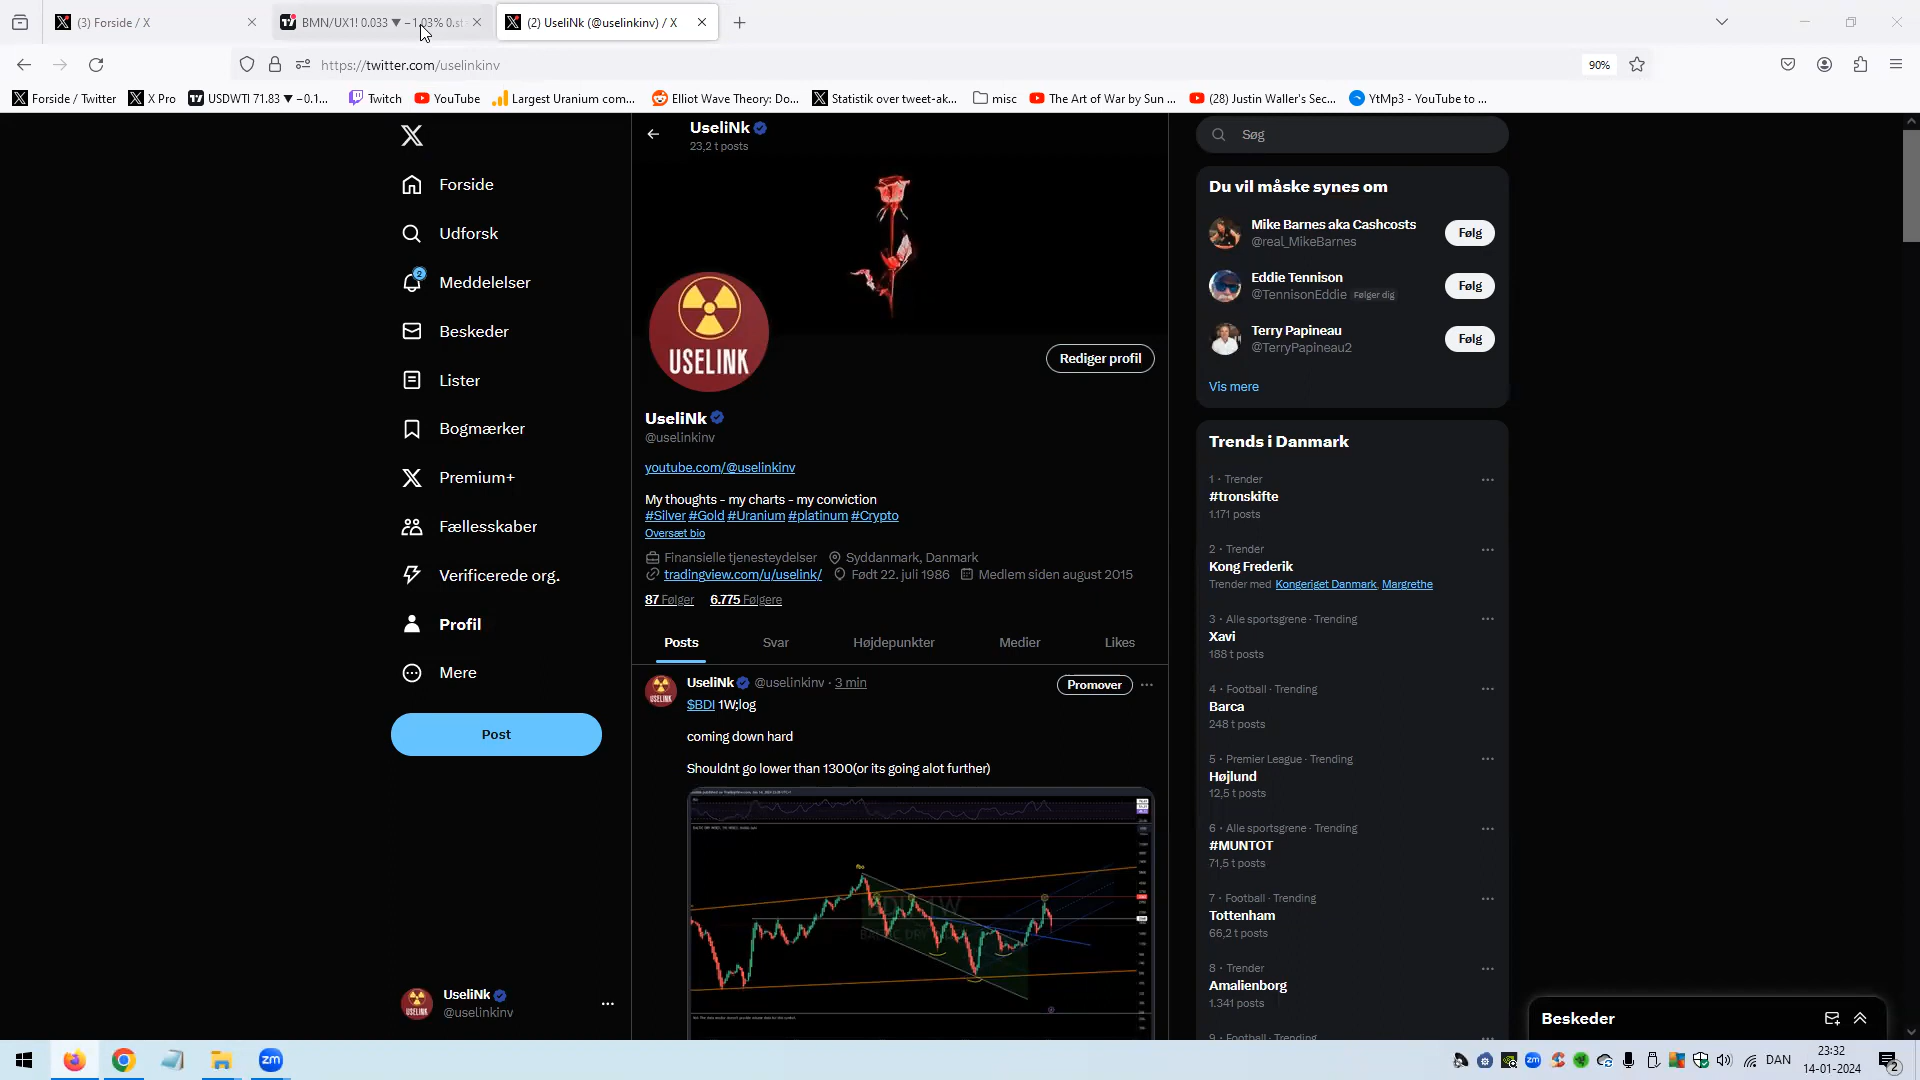 (3) Forside / X
BMN/UX1! 0.033 ▼ −1.03% 0.st
(2) UseliNk (@uselinkinv) / X
https://twitter.com/uselinkinv
90%
Forside / Twitter
X Pro
USDWTI 71.83 ▼ −0.1...
Twitch
YouTube
Largest Uranium com...
Elliot Wave Theory: Do...
Statistik over tweet-ak...
misc
The Art of War by Sun ...
(28) Justin Waller's Sec...
YtMp3 - YouTube to ...
Forside
Udforsk
2
Meddelelser
Beskeder
Lister
Bogmærker
Premium+
Fællesskaber
Verificerede org.
Profil
Mere
Post
UseliNk
@uselinkinv
UseliNk
23,2 t posts
USELINK
Rediger profil
UseliNk
@uselinkinv
youtube.com/@uselinkinv
My thoughts - my charts - my conviction
#Silver #Gold #Uranium #platinum #Crypto
Oversæt bio
Finansielle tjenesteydelser Syddanmark, Danmark
tradingview.com/u/uselink/ Født 22. juli 1986 Medlem siden august 2015
87 Følger 6.775 Følgere
Posts Svar Højdepunkter Medier Likes
UseliNk @uselinkinv · 3 min
Promover
$BDI 1W;log
coming down hard
Shouldnt go lower than 1300(or its going alot further)
Søg
Du vil måske synes om
Mike Barnes aka Cashcosts
@real_MikeBarnes
Følg
Eddie Tennison
@TennisonEddie Følger dig
Følg
Terry Papineau
@TerryPapineau2
Følg
Vis mere
Trends i Danmark
1 · Trender
#tronskifte
1.171 posts
2 · Trender
Kong Frederik
Trender med Kongeriget Danmark, Margrethe
3 · Alle sportsgrene · Trending
Xavi
188 t posts
4 · Football · Trending
Barca
248 t posts
5 · Premier League · Trending
Højlund
12,5 t posts
6 · Alle sportsgrene · Trending
#MUNTOT
71,5 t posts
7 · Football · Trending
Tottenham
66,2 t posts
8 · Trender
Amalienborg
1.341 posts
9 · Football · Trending
Beskeder
zm
DAN
23:32
14-01-2024
2